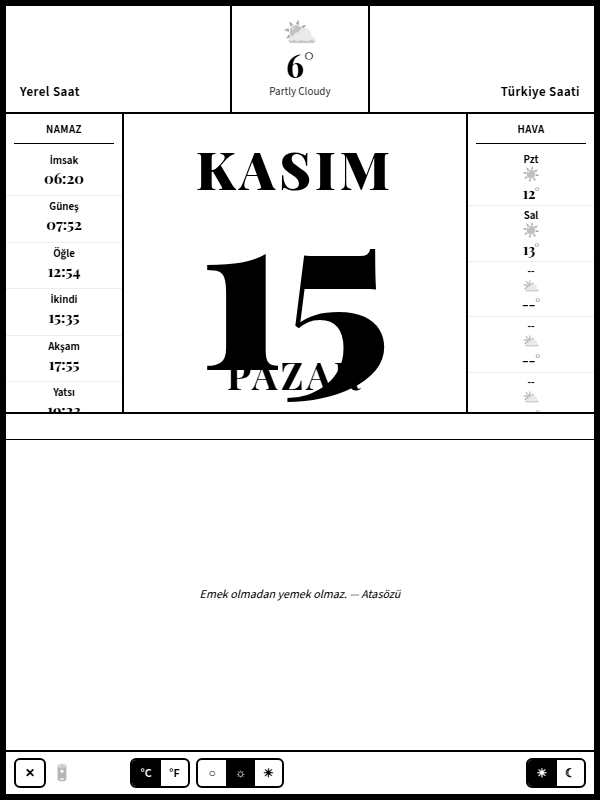 6°
Partly Cloudy
Yerel Saat
Türkiye Saati
NAMAZ
İmsak
06:20
Güneş
07:52
Öğle
12:54
İkindi
15:35
Akşam
17:55
Yatsı
KASIM
15
PAZAR
HAVA
Pzt
12°
Sal
13°
--
--°
--
--°
--
Emek olmadan yemek olmaz. — Atasözü
✕
°C °F